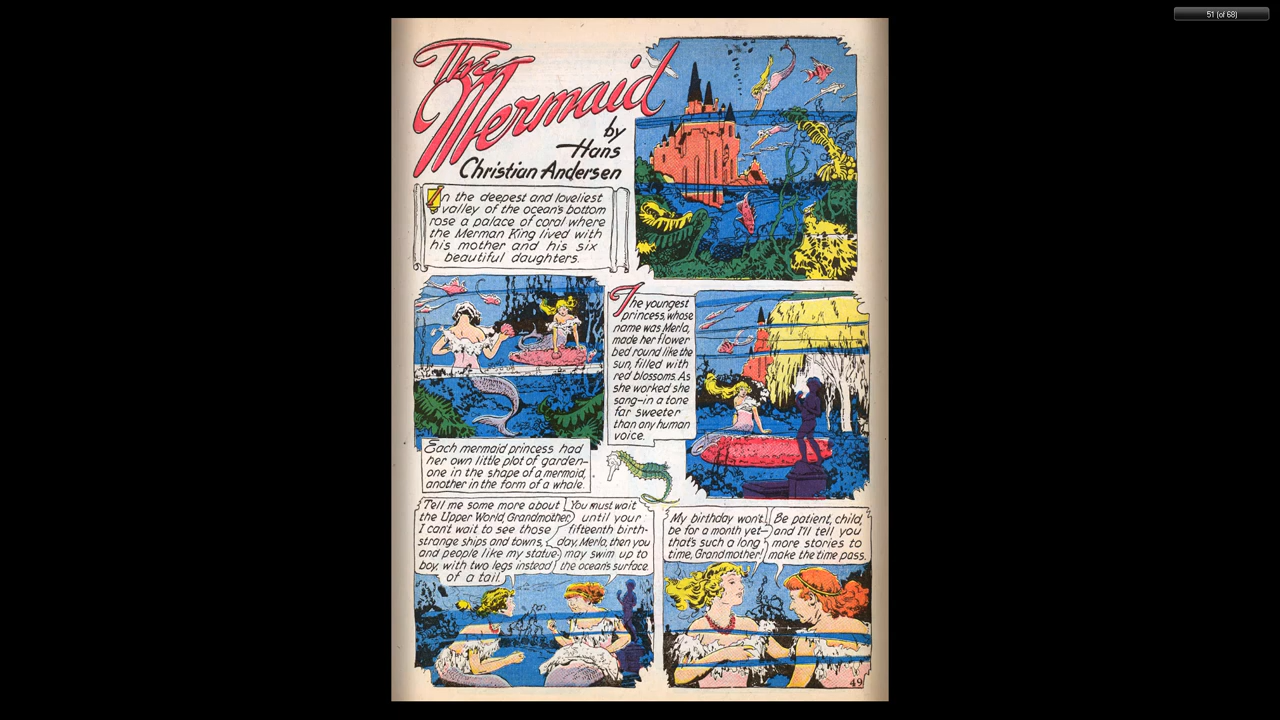 51 (of 68)
The
Mermaid
by
Hans
Christian Andersen
In the deepest and loveliest
valley of the ocean's bottom
rose a palace of coral where
the Merman King lived with
his mother and his six
beautiful daughters.
Each mermaid princess had
her own little plot of garden—
one in the shape of a mermaid,
another in the form of a whale.
The youngest
princess, whose
name was Merla,
made her flower
bed round like the
sun, filled with
red blossoms. As
she worked she
sang—in a tone
far sweeter
than any human
voice.
Tell me some more about
the Upper World, Grandmother,
I can't wait to see those
strange ships and towns,
and people like my statue-
boy, with two legs instead
of a tail.
You must wait
until your
fifteenth birth-
day, Merla, then you
may swim up to
the ocean's surface.
My birthday won't
be for a month yet—
that's such a long
time, Grandmother!
Be patient, child,
and I'll tell you
more stories to
make the time pass.
49